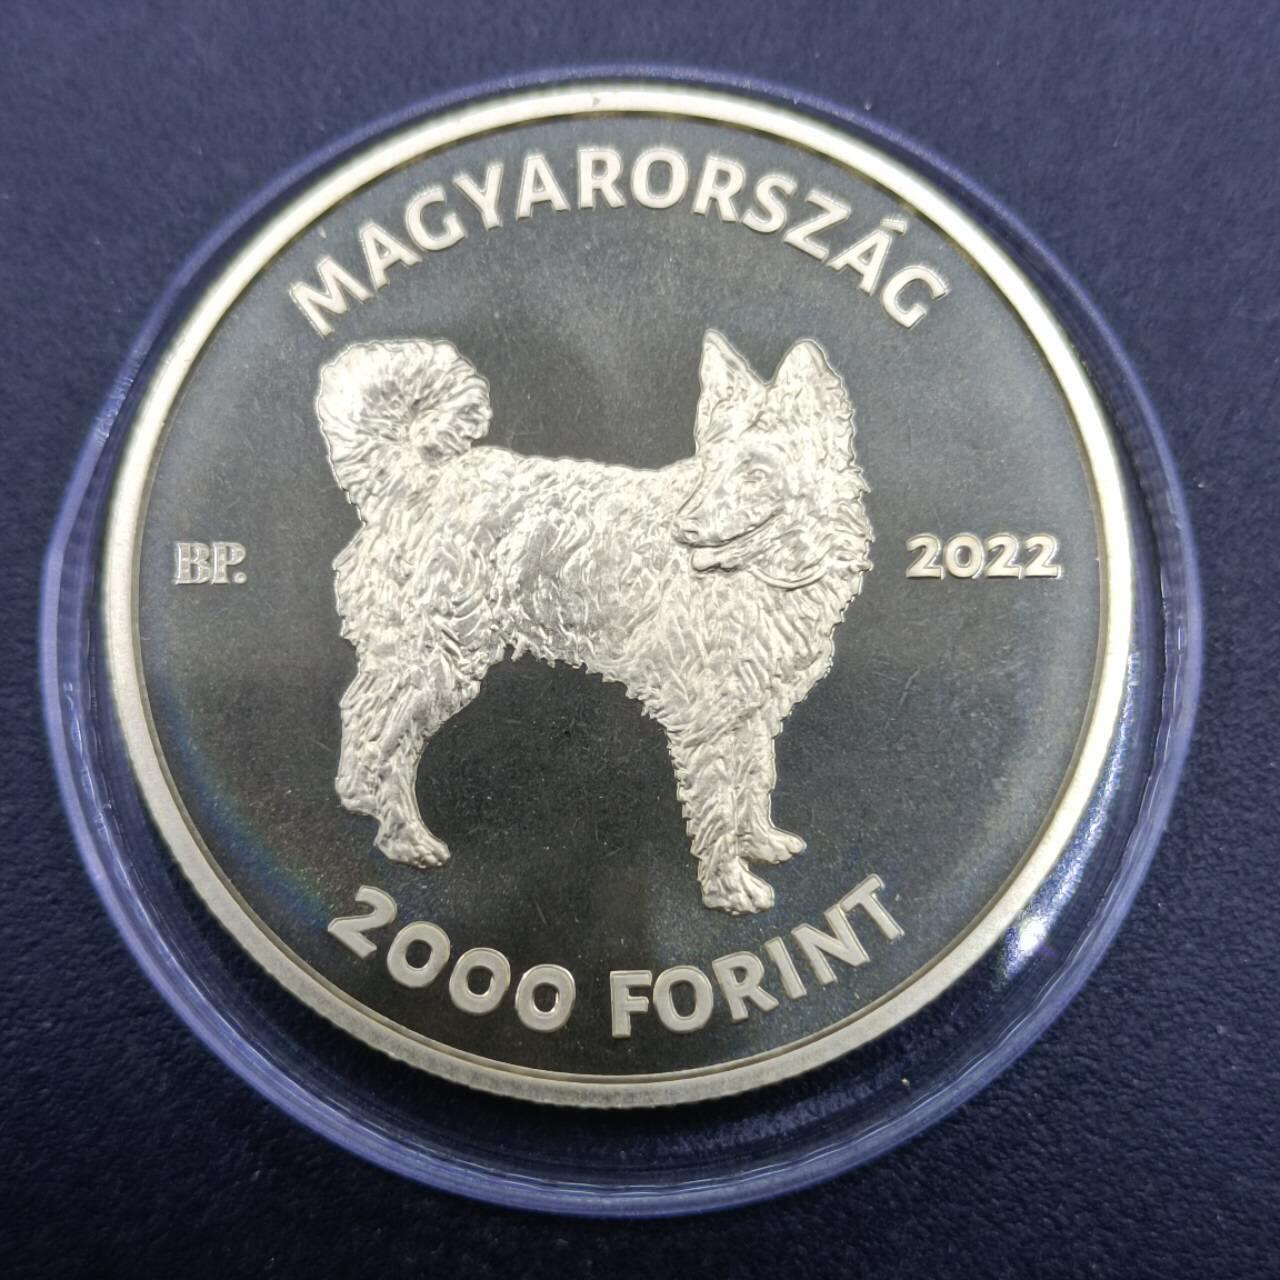 MAGYARORSZÁG
BP.
2022
2000 FORINT